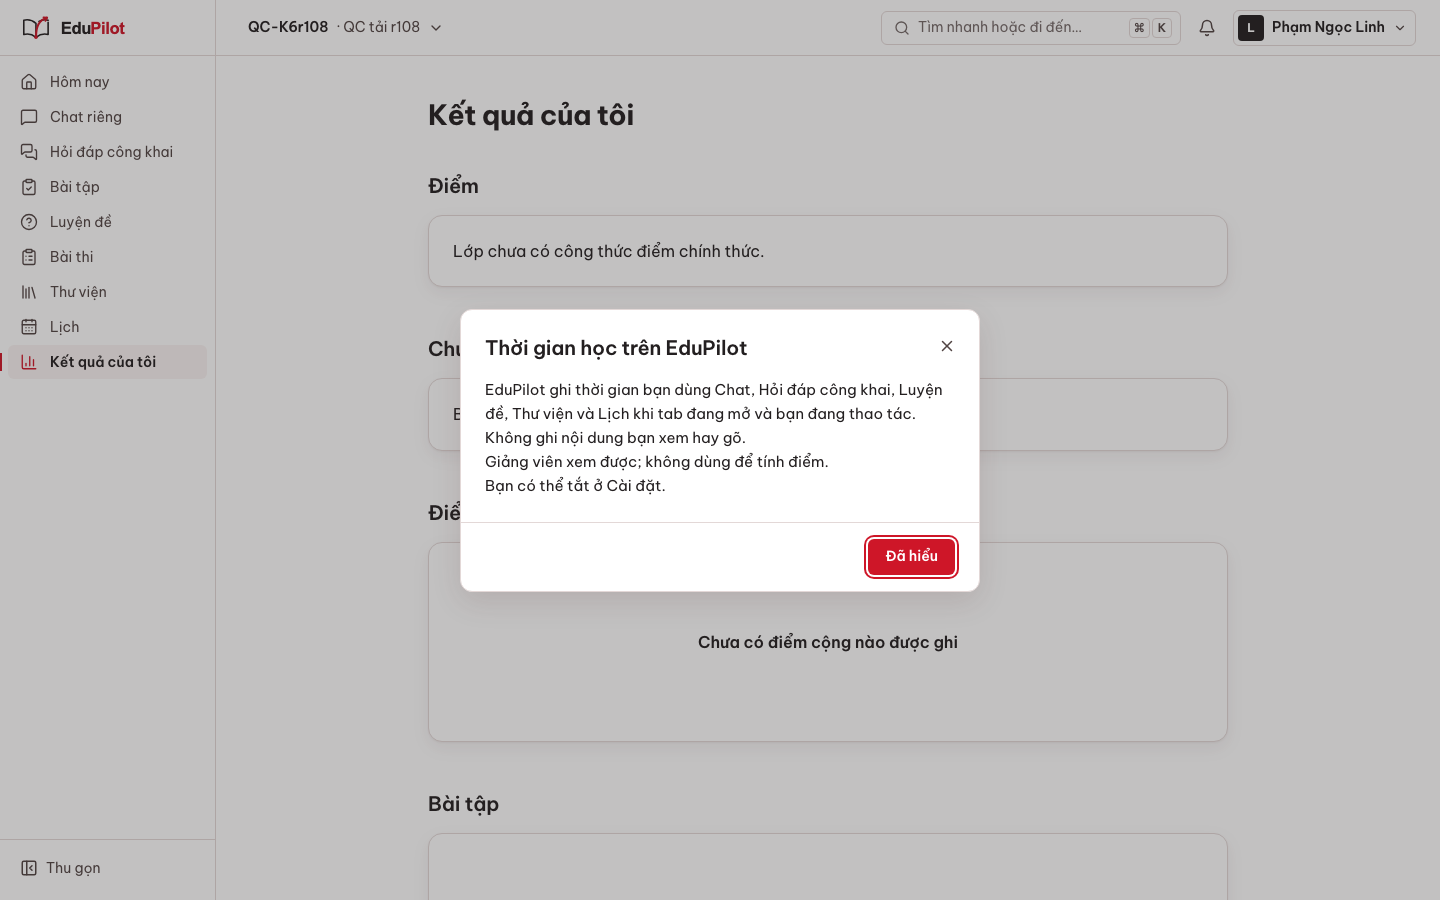 EduPilot
QC-K6r108 · QC tải r108
Tìm nhanh hoặc đi đến...
⌘ K
L
Phạm Ngọc Linh
Hôm nay
Chat riêng
Hỏi đáp công khai
Bài tập
Luyện đề
Bài thi
Thư viện
Lịch
Kết quả của tôi
Thu gọn
Kết quả của tôi
Điểm
Lớp chưa có công thức điểm chính thức.
Thời gian học trên EduPilot
EduPilot ghi thời gian bạn dùng Chat, Hỏi đáp công khai, Luyện
đề, Thư viện và Lịch khi tab đang mở và bạn đang thao tác.
Không ghi nội dung bạn xem hay gõ.
Giảng viên xem được; không dùng để tính điểm.
Bạn có thể tắt ở Cài đặt.
Đã hiểu
Chưa có điểm cộng nào được ghi
Bài tập